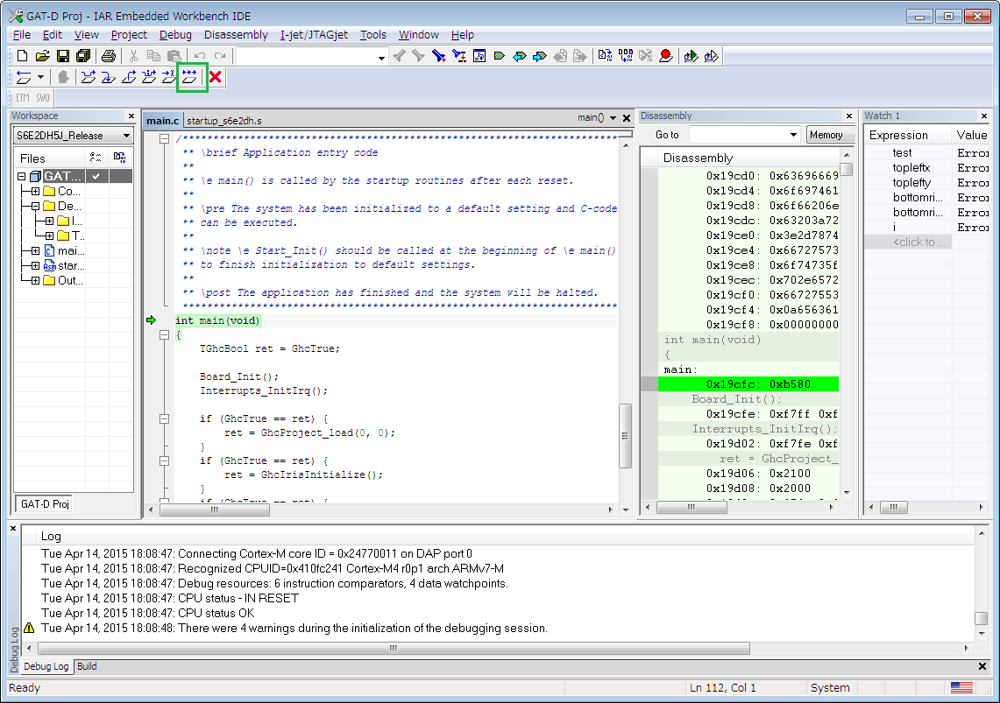 GAT-D Proj - IAR Embedded Workbench IDE
File Edit View Project Debug Disassembly I-jet/JTAGjet Tools Window Help
ETM SWO
Workspace
S6E2DH5J_Release
Files
GAT...
Co...
De...
I...
T...
mai...
star...
Out...
GAT-D Proj
main.c startup_s6e2dh.s main()
/****************************************************************************
** \brief Application entry code
**
** \e main() is called by the startup routines after each reset.
**
** \pre The system has been initialized to a default setting and C-code
** can be executed.
**
** \note \e Start_Init() should be called at the beginning of \e main()
** to finish initialization to default settings.
**
** \post The application has finished and the system will be halted.
****************************************************************************
int main(void)
{
TGhcBool ret = GhcTrue;
Board_Init();
Interrupts_InitIrq();
if (GhcTrue == ret) {
ret = GhcProject_load(0, 0);
}
if (GhcTrue == ret) {
ret = GhcIrisInitialize();
}
if (GhcTrue == ret) {
Disassembly
Go to Memory
Disassembly
0x19cd0: 0x63696669
0x19cd4: 0x6f697461
0x19cd8: 0x6f66206e
0x19cdc: 0x63203a72
0x19ce0: 0x3e2d7874
0x19ce4: 0x66727573
0x19ce8: 0x6f74735f
0x19cec: 0x702e6572
0x19cf0: 0x66727553
0x19cf4: 0x0a656361
0x19cf8: 0x00000000
int main(void)
{
main:
0x19cfc: 0xb580
Board_Init();
0x19cfe: 0xf7ff 0xf
Interrupts_InitIrq();
0x19d02: 0xf7fe 0xf
ret = GhcProject_
0x19d06: 0x2100
0x19d08: 0x2000
Watch 1
Expression Value
test Erro
topleftx Erro
toplefty Erro
bottomri... Erro
bottomri... Erro
i Erro
<click to ...
Log
Tue Apr 14, 2015 18:08:47: Connecting Cortex-M core ID = 0x24770011 on DAP port 0
Tue Apr 14, 2015 18:08:47: Recognized CPUID=0x410fc241 Cortex-M4 r0p1 arch ARMv7-M
Tue Apr 14, 2015 18:08:47: Debug resources: 6 instruction comparators, 4 data watchpoints.
Tue Apr 14, 2015 18:08:47: CPU status - IN RESET
Tue Apr 14, 2015 18:08:47: CPU status OK
Tue Apr 14, 2015 18:08:48: There were 4 warnings during the initialization of the debugging session.
Debug Log
Debug Log Build
Ready Ln 112, Col 1 System